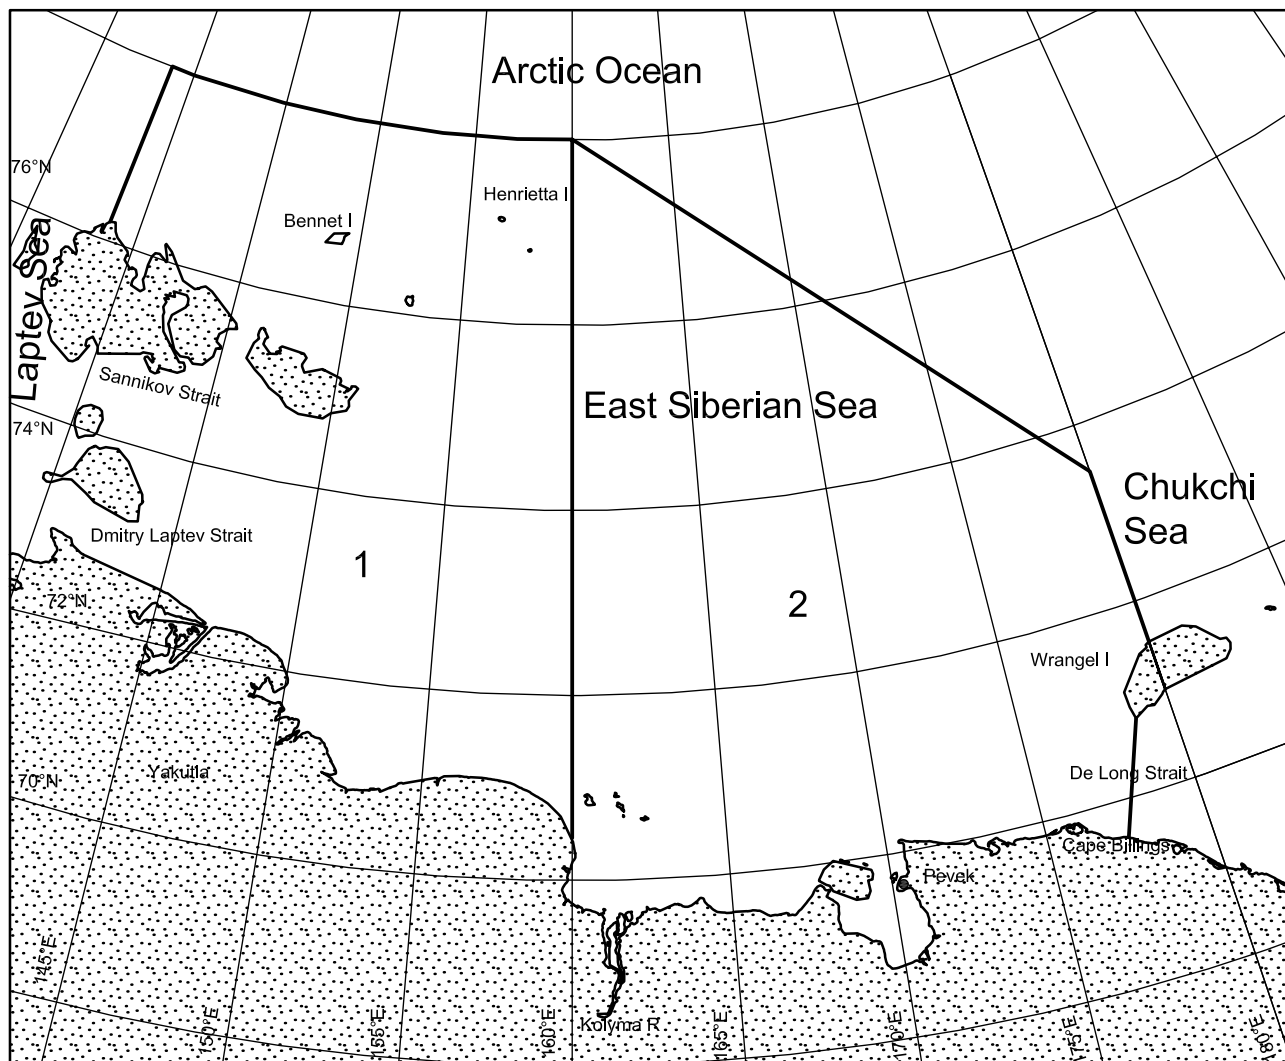 Arctic Ocean
76°N
Henrietta I
Bennet I
Laptev Sea
Sannikov Strait
East Siberian Sea
74°N
Chukchi
Sea
Dmitry Laptev Strait
1
2
72°N
Wrangel I
Yakutia
70°N
De Long Strait
Cape Billings
Pevek
145°E
150°E
155°E
160°E
Kolyma R
165°E
170°E
175°E
180°E